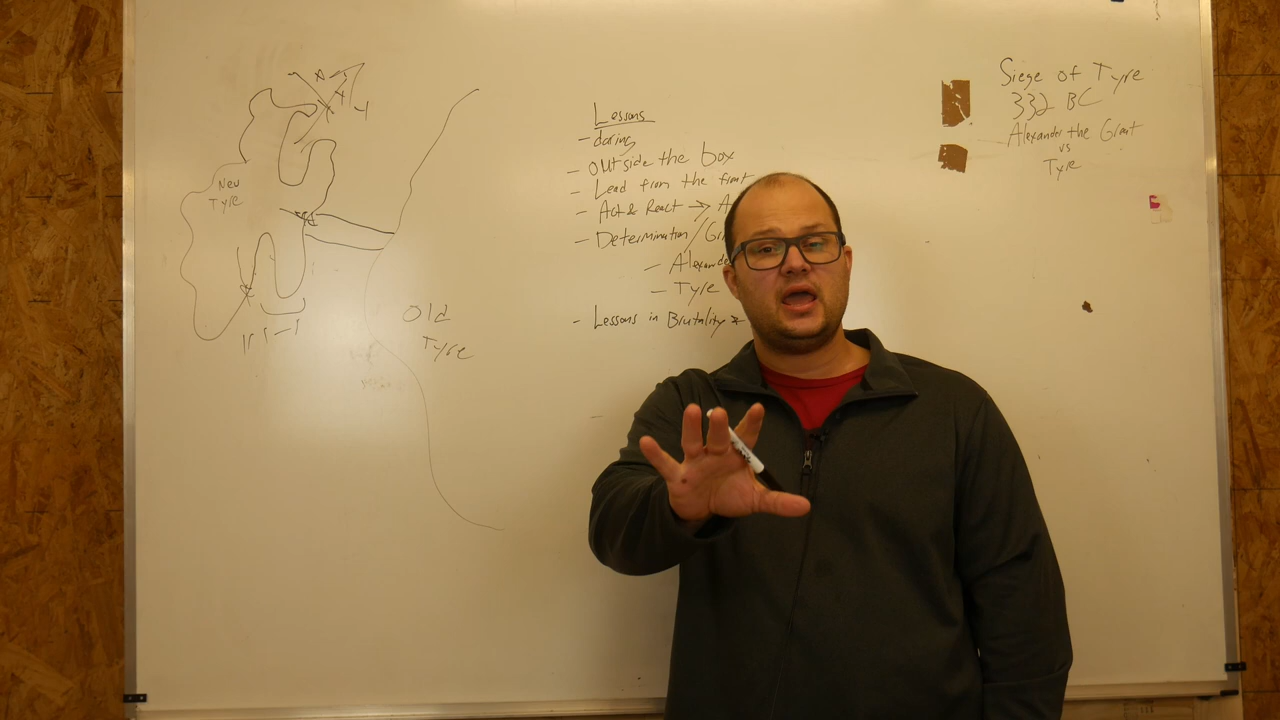 New
Tyre
Old
Tyre
Lessons
- daring
- Outside the box
- Lead from the front
- Act & React → A
- Determination/Gri
- Alexande
- Tyre
- Lessons in Brutality
Siege of Tyre
332 BC
Alexander the Great
vs
Tyre